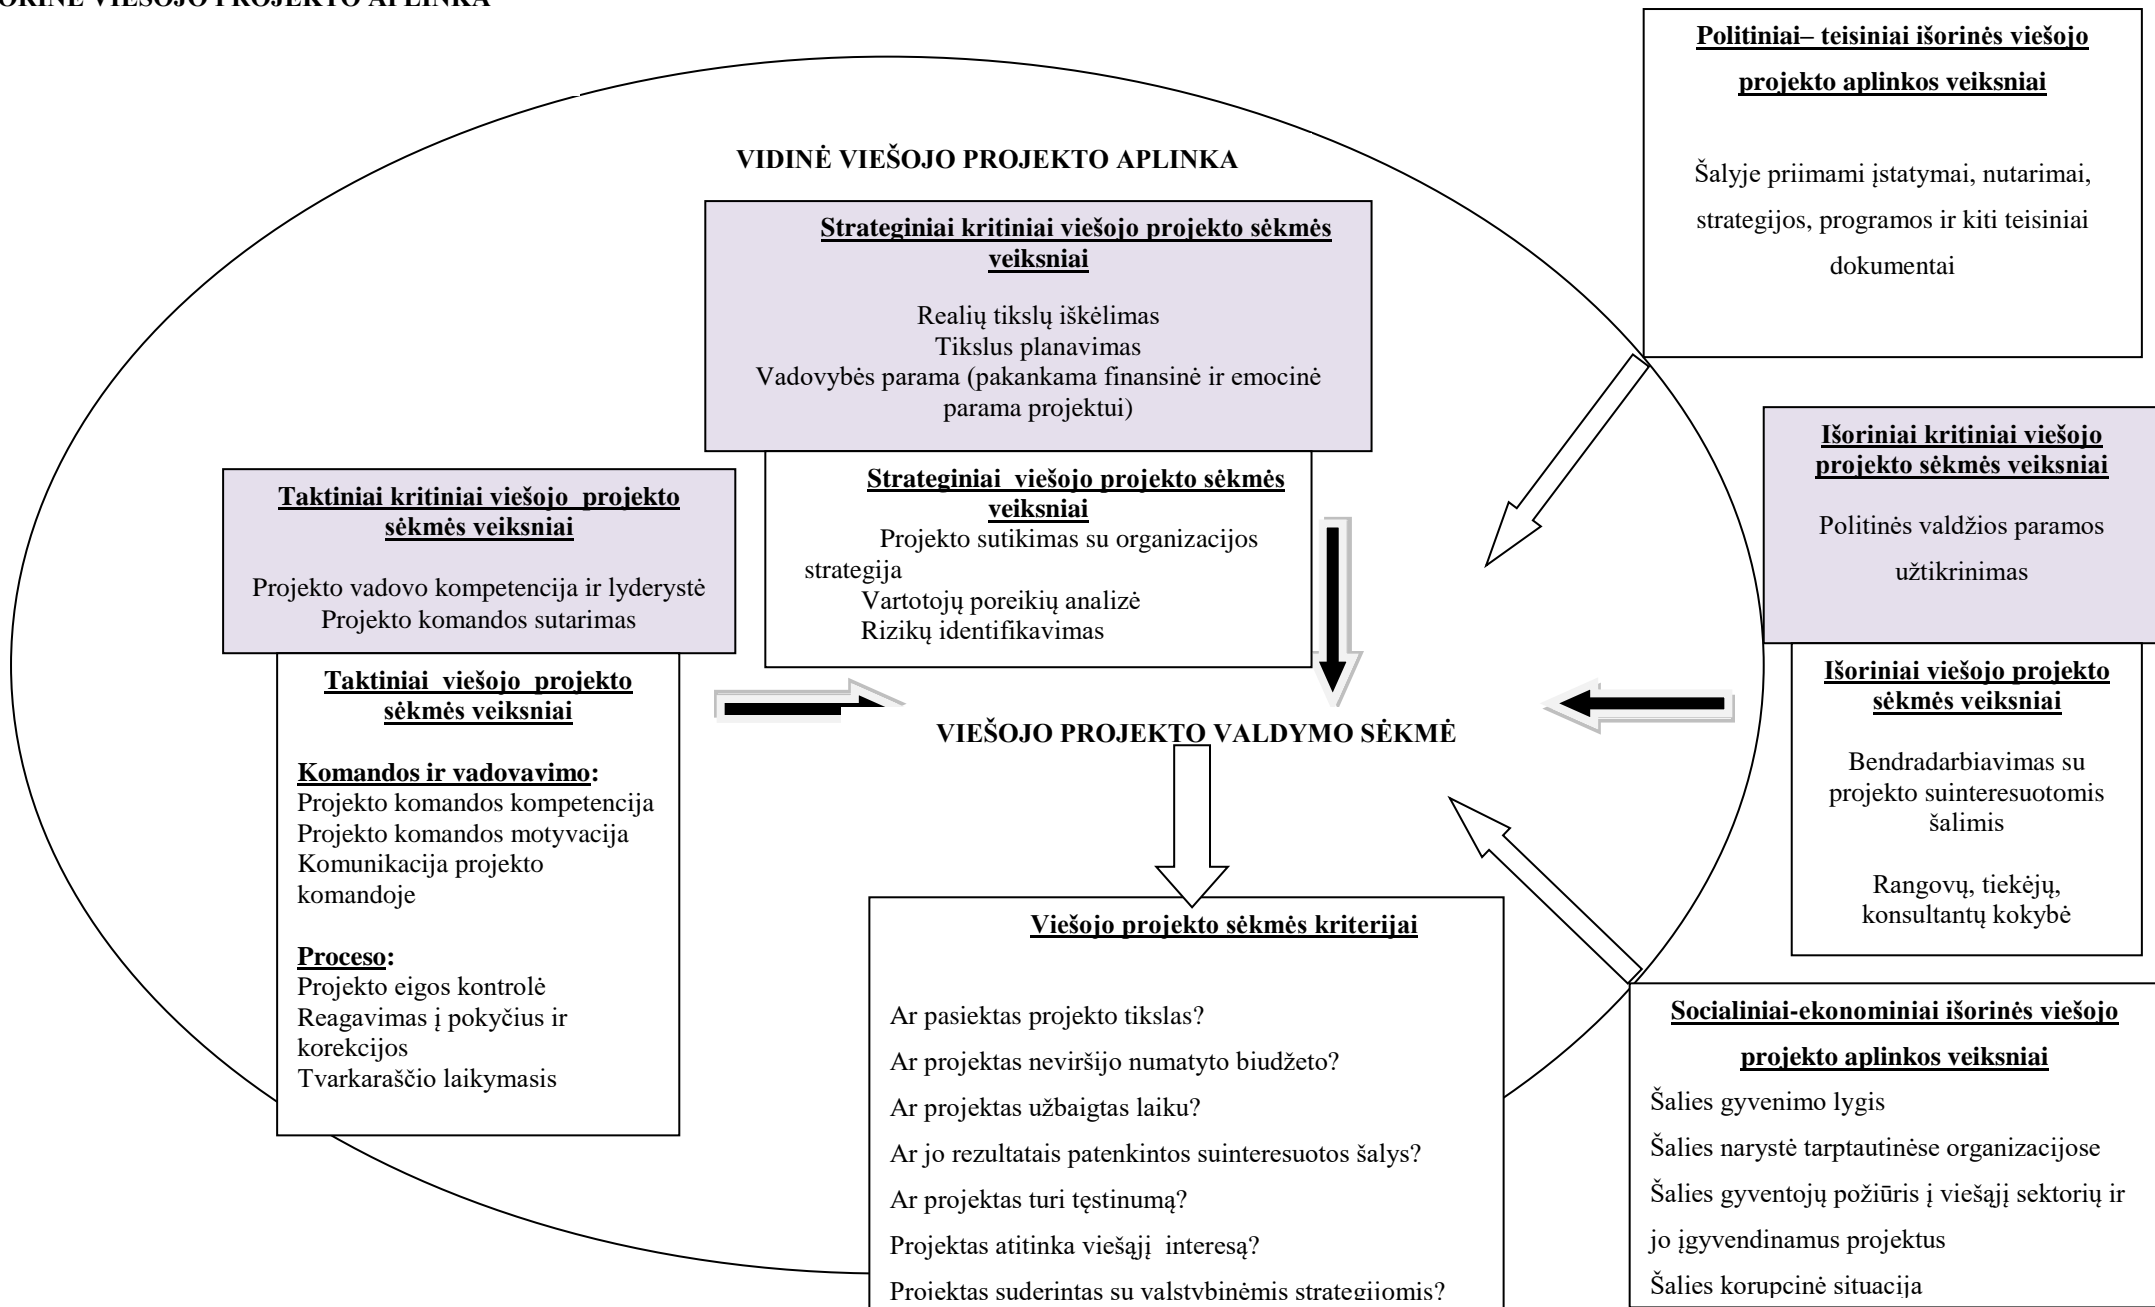 VIEŠOJO PROJEKTO APLINKA
Politiniai– teisiniai išorinės viešojo
projekto aplinkos veiksniai
Šalyje priimami įstatymai, nutarimai,
strategijos, programos ir kiti teisiniai
dokumentai
VIDINĖ VIEŠOJO PROJEKTO APLINKA
Strateginiai kritiniai viešojo projekto sėkmės
veiksniai
Realių tikslų iškėlimas
Tikslus planavimas
Vadovybės parama (pakankama finansinė ir emocinė
parama projektui)
Strateginiai viešojo projekto sėkmės
veiksniai
Projekto sutikimas su organizacijos
strategija
Vartotojų poreikių analizė
Rizikų identifikavimas
Taktiniai kritiniai viešojo projekto
sėkmės veiksniai
Projekto vadovo kompetencija ir lyderystė
Projekto komandos sutarimas
Taktiniai viešojo projekto
sėkmės veiksniai
Komandos ir vadovavimo:
Projekto komandos kompetencija
Projekto komandos motyvacija
Komunikacija projekto
komandoje
Proceso:
Projekto eigos kontrolė
Reagavimas į pokyčius ir
korekcijos
Tvarkaraščio laikymasis
Išoriniai kritiniai viešojo
projekto sėkmės veiksniai
Politinės valdžios paramos
užtikrinimas
Išoriniai viešojo projekto
sėkmės veiksniai
Bendradarbiavimas su
projekto suinteresuotomis
šalimis
Rangovų, tiekėjų,
konsultantų kokybė
VIEŠOJO PROJEKTO VALDYMO SĖKMĖ
Viešojo projekto sėkmės kriterijai
Ar pasiektas projekto tikslas?
Ar projektas neviršijo numatyto biudžeto?
Ar projektas užbaigtas laiku?
Ar jo rezultatais patenkintos suinteresuotos šalys?
Ar projektas turi tęstinumą?
Projektas atitinka viešąjį interesą?
Projektas suderintas su valstybinėmis strategijomis?
Socialiniai-ekonominiai išorinės viešojo
projekto aplinkos veiksniai
Šalies gyvenimo lygis
Šalies narystė tarptautinėse organizacijose
Šalies gyventojų požiūris į viešąjį sektorių ir
jo įgyvendinamus projektus
Šalies korupcinė situacija